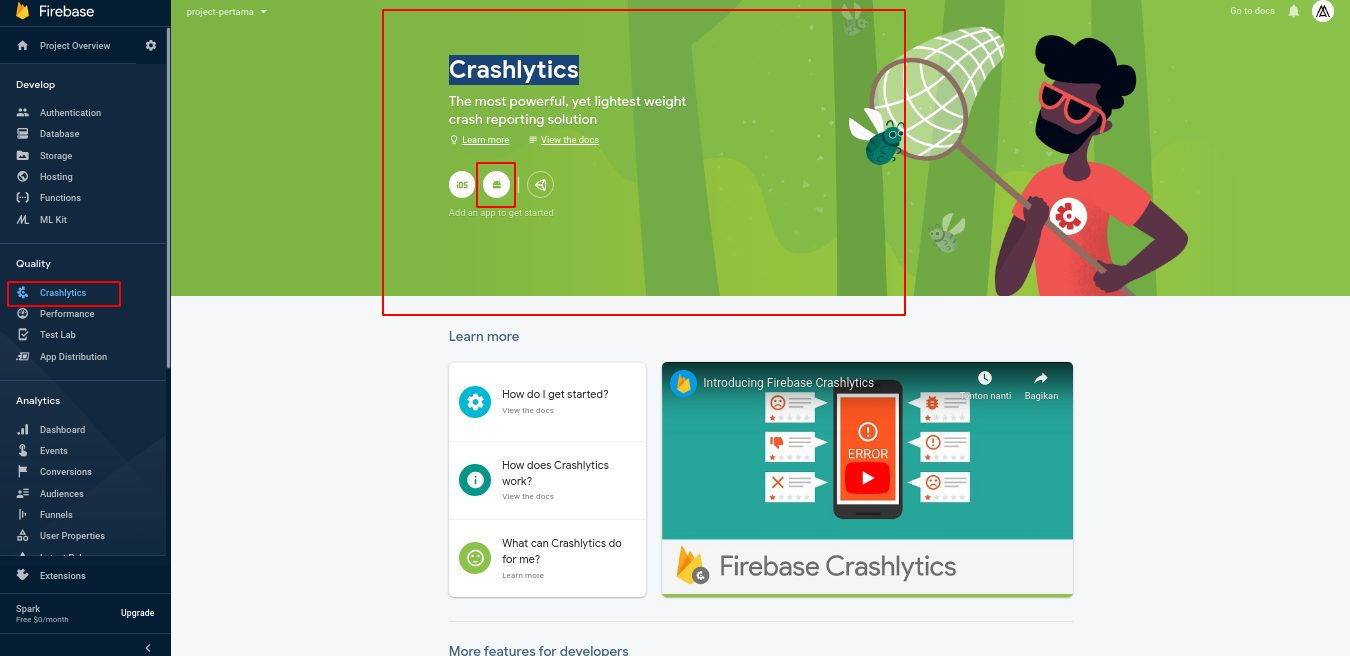 Firebase
project-pertama
Go to docs
Project Overview
Develop
Authentication
Database
Storage
Hosting
Functions
ML Kit
Quality
Crashlytics
Performance
Test Lab
App Distribution
Analytics
Dashboard
Events
Conversions
Audiences
Funnels
User Properties
Extensions
Spark
Free $0/month
Upgrade
Crashlytics
The most powerful, yet lightest weight
crash reporting solution
Learn more
View the docs
iOS
Add an app to get started
Learn more
How do I get started?
View the docs
How does Crashlytics
work?
View the docs
What can Crashlytics do
for me?
Learn more
Introducing Firebase Crashlytics
Tonton nanti
Bagikan
ERROR
Firebase Crashlytics
More features for developers